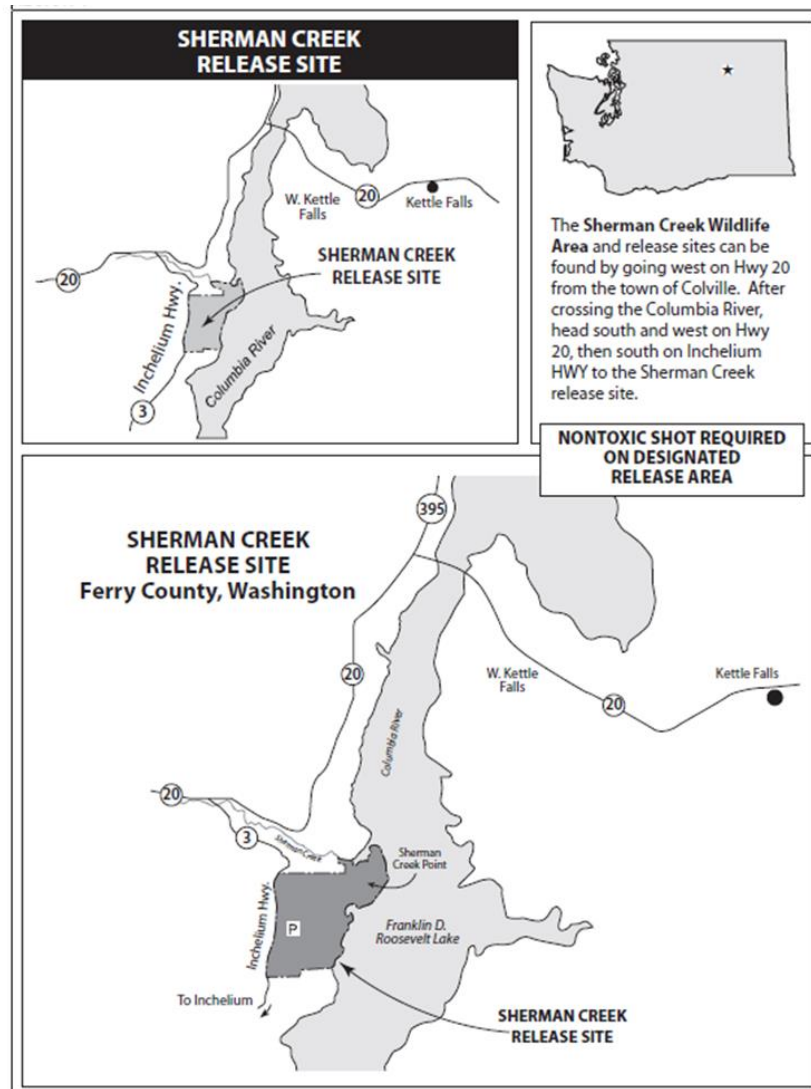 SHERMAN CREEK
RELEASE SITE
W. Kettle
Falls
20
Kettle Falls
SHERMAN CREEK
RELEASE SITE
20
Inchelium Hwy.
Columbia River
3
The Sherman Creek Wildlife
Area and release sites can be
found by going west on Hwy 20
from the town of Colville. After
crossing the Columbia River,
head south and west on Hwy
20, then south on Inchelium
HWY to the Sherman Creek
release site.
NONTOXIC SHOT REQUIRED
ON DESIGNATED
RELEASE AREA
395
SHERMAN CREEK
RELEASE SITE
Ferry County, Washington
20
W. Kettle
Falls
Kettle Falls
20
Columbia River
20
3
Sherman Creek
Sherman
Creek Point
Inchelium Hwy.
P
Franklin D.
Roosevelt Lake
To Inchelium
SHERMAN CREEK
RELEASE SITE